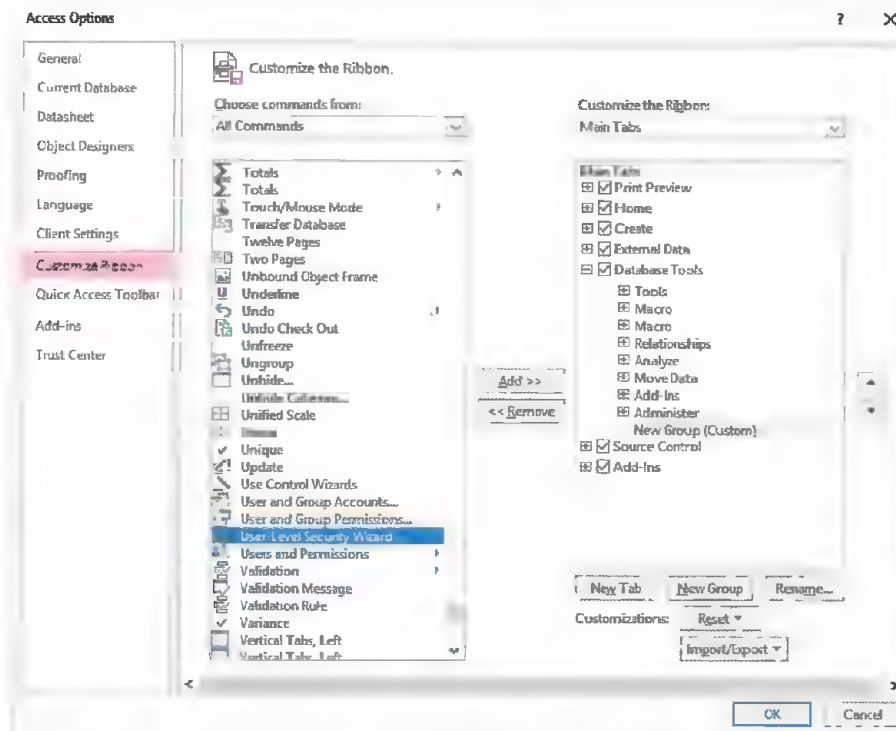 Access Options
?
General
Current Database
Datasheet
Object Designers
Proofing
Language
Client Settings
Customize Ribbon
Quick Access Toolbar
Add-ins
Trust Center
Customize the Ribbon.
Choose commands from:
All Commands
Totals
Totals
Touch/Mouse Mode
Transfer Database
Twelve Pages
Two Pages
Unbound Object Frame
Underline
Undo
Undo Check Out
Unfreeze
Ungroup
Unhide...
Unhide Columns...
Unified Scale
Unique
Update
Use Control Wizards
User and Group Accounts...
User and Group Permissions...
User-Level Security Wizard
Users and Permissions
Validation
Validation Message
Validation Rule
Variance
Vertical Tabs, Left
Vertical Tabs, Left
Add >>
<< Remove
Customize the Ribbon:
Main Tabs
Main Tabs
Print Preview
Home
Create
External Data
Database Tools
Tools
Macro
Macro
Relationships
Analyze
Move Data
Add-Ins
Administer
New Group (Custom)
Source Control
Add-Ins
New Tab
New Group
Rename...
Customizations:
Reset
Import/Export
OK
Cancel